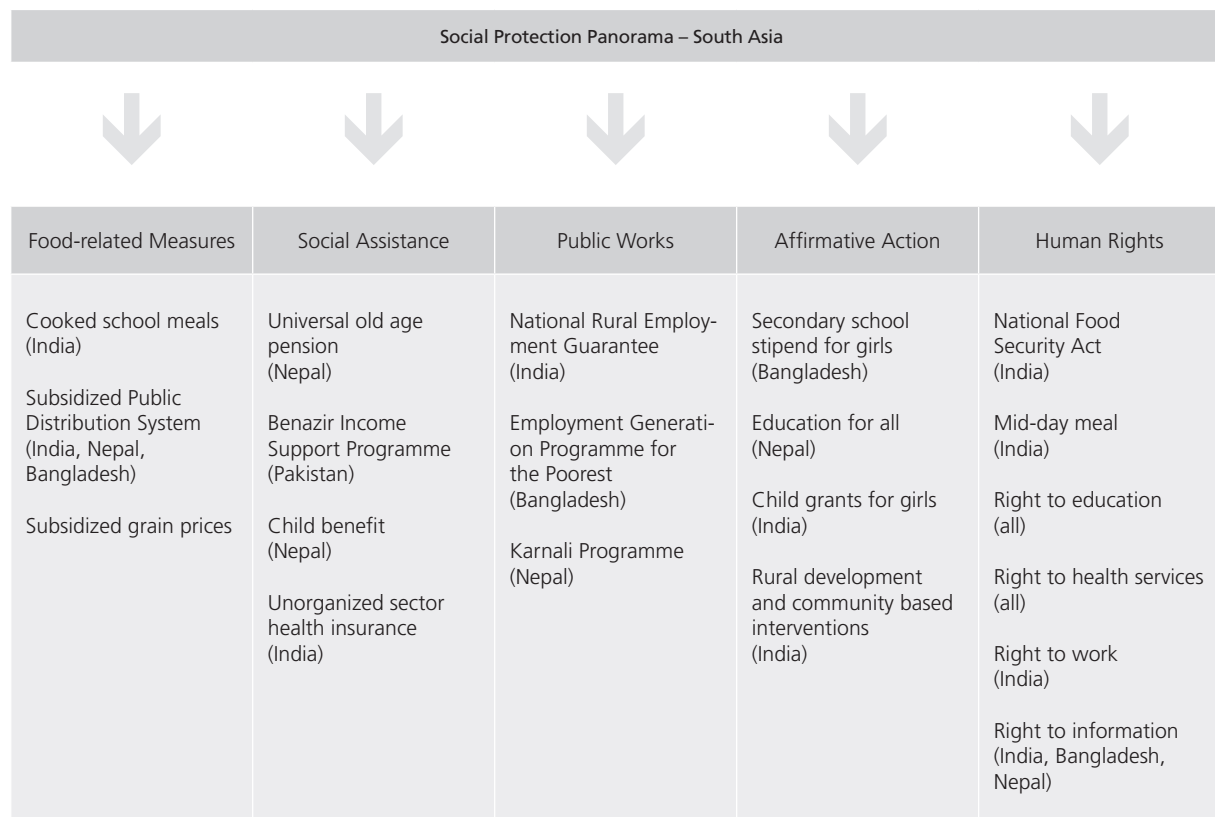 Social Protection Panorama – South Asia
Food-related Measures
Cooked school meals
(India)
Subsidized Public
Distribution System
(India, Nepal,
Bangladesh)
Subsidized grain prices
Social Assistance
Universal old age
pension
(Nepal)
Benazir Income
Support Programme
(Pakistan)
Child benefit
(Nepal)
Unorganized sector
health insurance
(India)
Public Works
National Rural Employ-
ment Guarantee
(India)
Employment Generati-
on Programme for
the Poorest
(Bangladesh)
Karnali Programme
(Nepal)
Affirmative Action
Secondary school
stipend for girls
(Bangladesh)
Education for all
(Nepal)
Child grants for girls
(India)
Rural development
and community based
interventions
(India)
Human Rights
National Food
Security Act
(India)
Mid-day meal
(India)
Right to education
(all)
Right to health services
(all)
Right to work
(India)
Right to information
(India, Bangladesh,
Nepal)